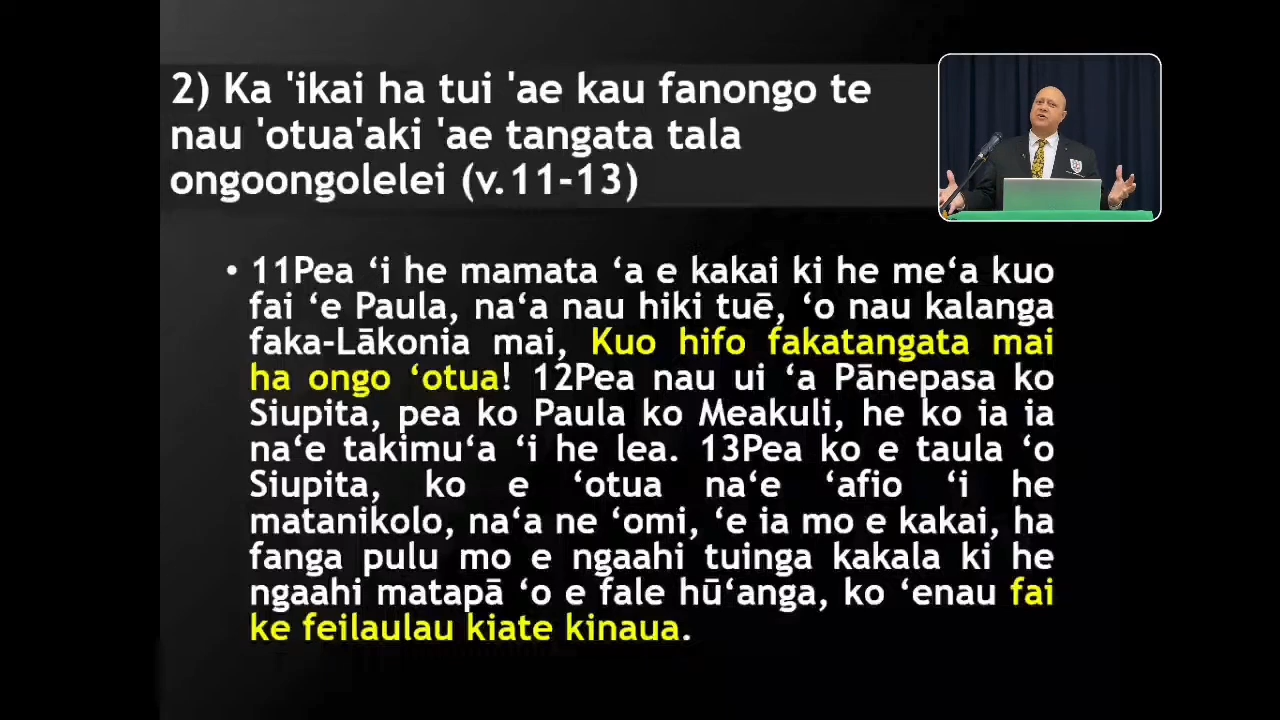 2) Ka 'ikai ha tui 'ae kau fanongo te
nau 'otua'aki 'ae tangata tala
ongoongolelei (v.11-13)
• 11Pea ‘i he mamata ‘a e kakai ki he me‘a kuo
fai ‘e Paula, na‘a nau hiki tuē, ‘o nau kalanga
faka-Lākonia mai, Kuo hifo fakatangata mai
ha ongo ‘otua! 12Pea nau ui ‘a Pānepasa ko
Siupita, pea ko Paula ko Meakuli, he ko ia ia
na‘e takimu‘a ‘i he lea. 13Pea ko e taula ‘o
Siupita, ko e ‘otua na‘e ‘afio ‘i he
matanikolo, na‘a ne ‘omi, ‘e ia mo e kakai, ha
fanga pulu mo e ngaahi tuinga kakala ki he
ngaahi matapā ‘o e fale hū‘anga, ko ‘enau fai
ke feilaulau kiate kinaua.